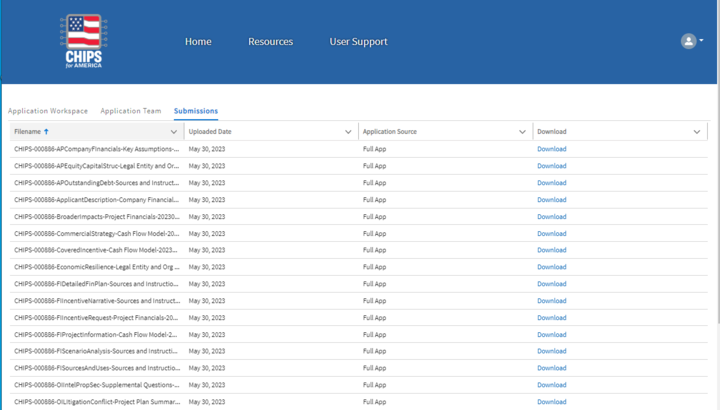 CHIPS
for AMERICA
Home Resources User Support
Application Workspace Application Team Submissions
Filename Uploaded Date Application Source Download
CHIPS-000886-APCompanyFinancials-Key Assumptions-... May 30, 2023 Full App Download
CHIPS-000886-APEquityCapitalStruc-Legal Entity and Or... May 30, 2023 Full App Download
CHIPS-000886-APOutstandingDebt-Sources and Instruct... May 30, 2023 Full App Download
CHIPS-000886-ApplicantDescription-Company Financial... May 30, 2023 Full App Download
CHIPS-000886-BroaderImpacts-Project Financials-20230... May 30, 2023 Full App Download
CHIPS-000886-CommercialStrategy-Cash Flow Model-20... May 30, 2023 Full App Download
CHIPS-000886-CoveredIncentive-Cash Flow Model-2023... May 30, 2023 Full App Download
CHIPS-000886-EconomicResilience-Legal Entity and Org ... May 30, 2023 Full App Download
CHIPS-000886-FIDetailedFinPlan-Sources and Instructio... May 30, 2023 Full App Download
CHIPS-000886-FIIncentiveNarrative-Sources and Instruct... May 30, 2023 Full App Download
CHIPS-000886-FIIncentiveRequest-Project Financials-20... May 30, 2023 Full App Download
CHIPS-000886-FIProjectInformation-Cash Flow Model-2... May 30, 2023 Full App Download
CHIPS-000886-FIScenarioAnalysis-Sources and Instructi... May 30, 2023 Full App Download
CHIPS-000886-FISourcesAndUses-Sources and Instructio... May 30, 2023 Full App Download
CHIPS-000886-OIIntelPropSec-Supplemental Questions-... May 30, 2023 Full App Download
CHIPS-000886-OILitigationConflict-Project Plan Summar... May 30, 2023 Full App Download